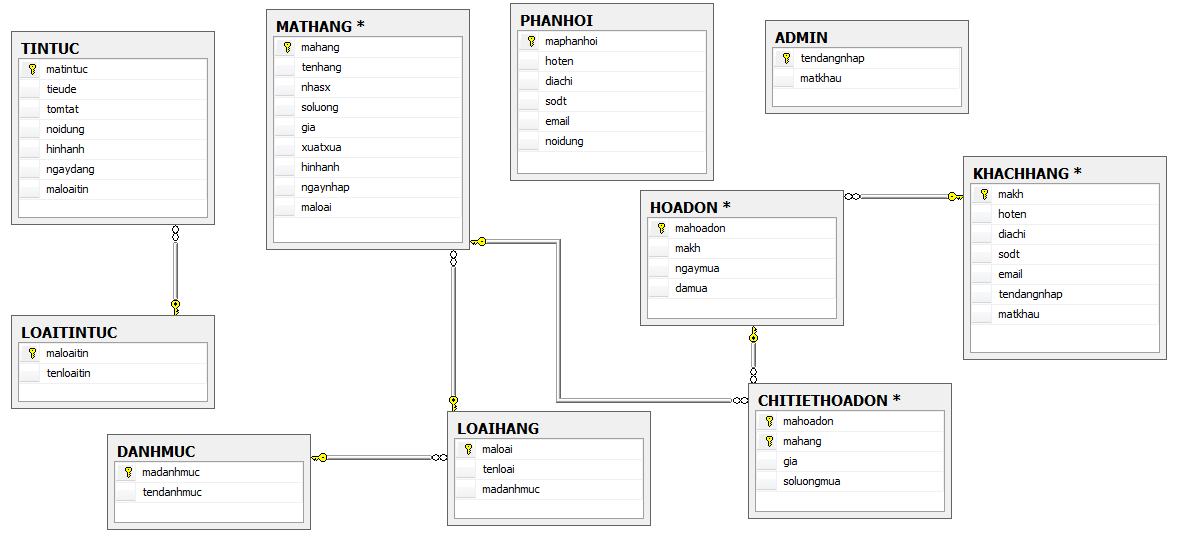 TINTUC
matintuc
tieude
tomtat
noidung
hinhanh
ngaydang
maloaitin
MATHANG *
mahang
tenhang
nhasx
soluong
gia
xuatxua
hinhanh
ngaynhap
maloai
PHANHOI
maphanhoi
hoten
diachi
sodt
email
noidung
ADMIN
tendangnhap
matkhau
KHACHHANG *
makh
hoten
diachi
sodt
email
tendangnhap
matkhau
HOADON *
mahoadon
makh
ngaymua
damua
LOAITINTUC
maloaitin
tenloaitin
DANHMUC
madanhmuc
tendanhmuc
LOAIHANG
maloai
tenloai
madanhmuc
CHITIETHOADON *
mahoadon
mahang
gia
soluongmua